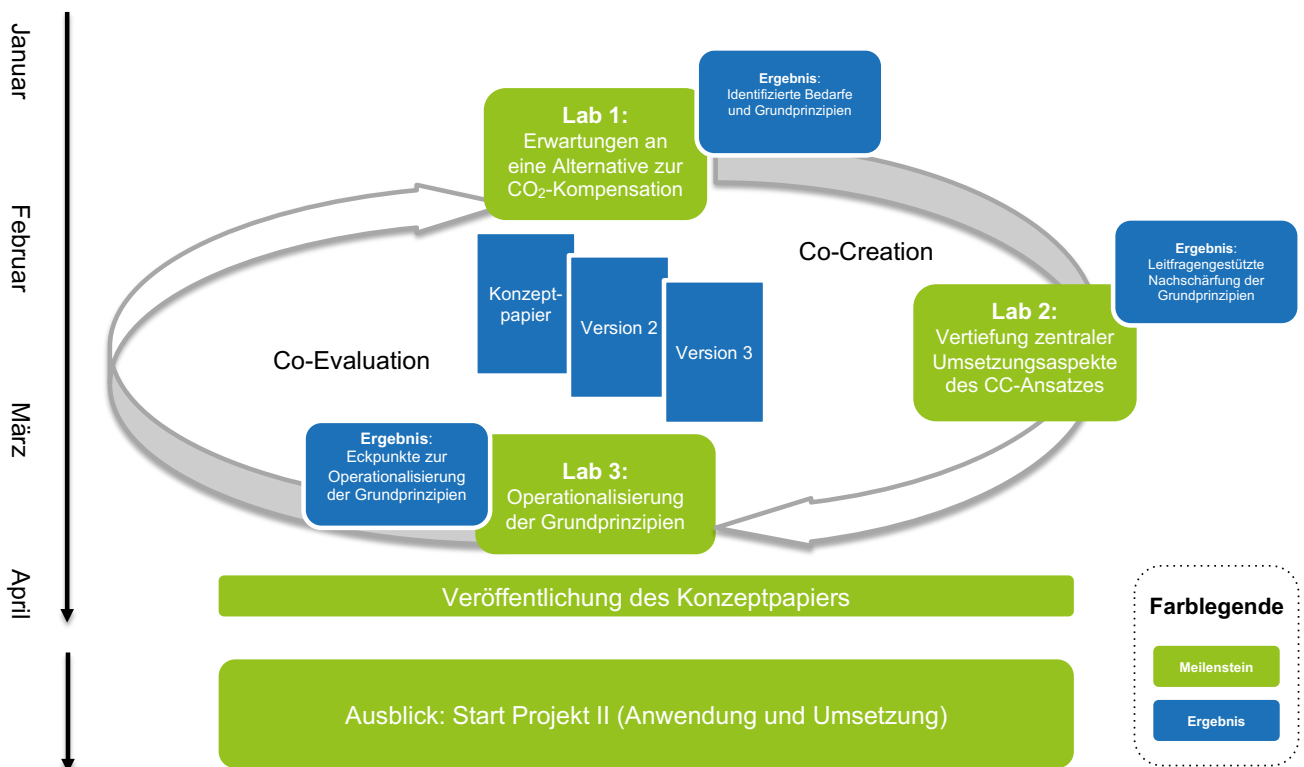 Januar
Februar
März
April
Ergebnis:
Identifizierte Bedarfe
und Grundprinzipien
Lab 1:
Erwartungen an
eine Alternative zur
CO₂-Kompensation
Co-Creation
Ergebnis:
Leitfragengestützte
Nachschärfung der
Grundprinzipien
Lab 2:
Vertiefung zentraler
Umsetzungsaspekte
des CC-Ansatzes
Konzept-
papier
Version 2
Version 3
Co-Evaluation
Ergebnis:
Eckpunkte zur
Operationalisierung
der Grundprinzipien
Lab 3:
Operationalisierung
der Grundprinzipien
Veröffentlichung des Konzeptpapiers
Ausblick: Start Projekt II (Anwendung und Umsetzung)
Farblegende
Meilenstein
Ergebnis